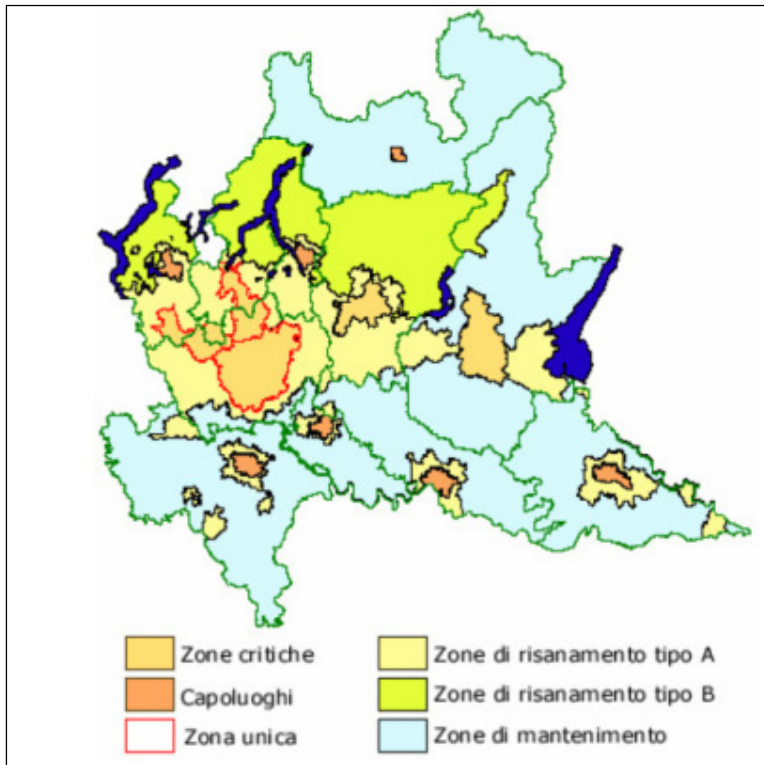 Zone critiche
Capoluoghi
Zona unica
Zone di risanamento tipo A
Zone di risanamento tipo B
Zone di mantenimento